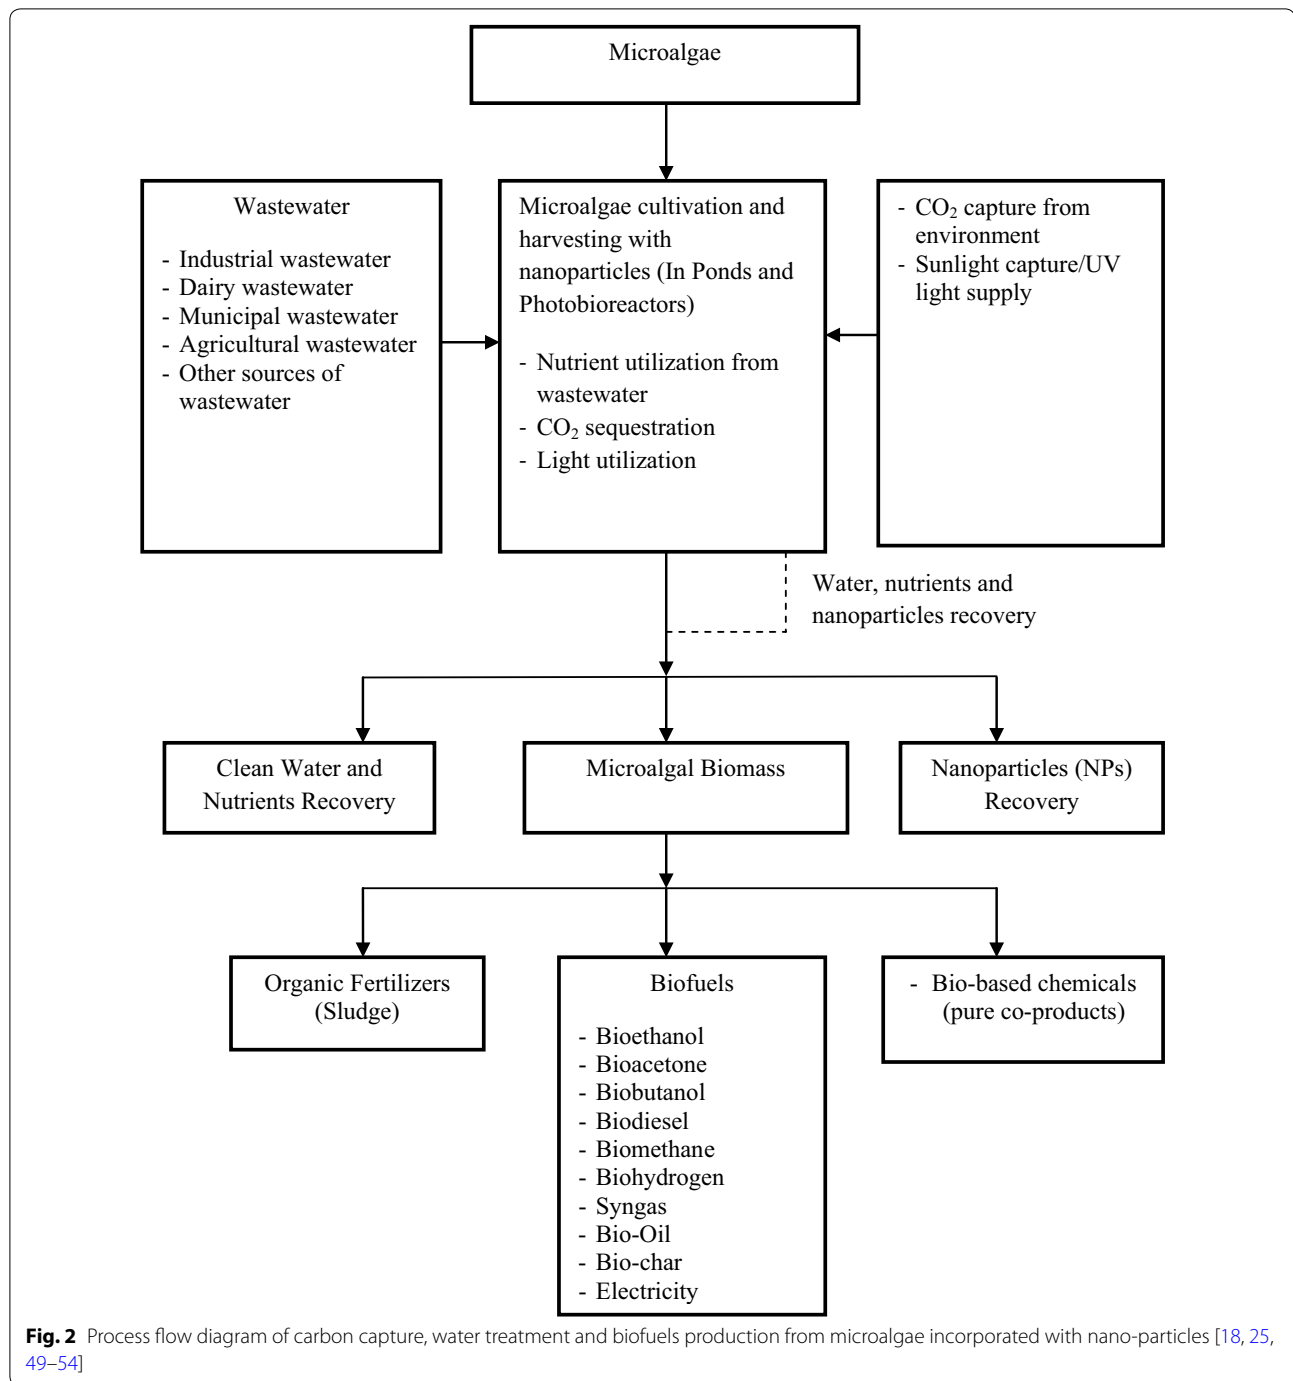 Microalgae
Wastewater
- Industrial wastewater
- Dairy wastewater
- Municipal wastewater
- Agricultural wastewater
- Other sources of
wastewater
Microalgae cultivation and
harvesting with
nanoparticles (In Ponds and
Photobioreactors)
- Nutrient utilization from
wastewater
- CO₂ sequestration
- Light utilization
- CO₂ capture from
environment
- Sunlight capture/UV
light supply
Water, nutrients and
nanoparticles recovery
Clean Water and
Nutrients Recovery
Microalgal Biomass
Nanoparticles (NPs)
Recovery
Organic Fertilizers
(Sludge)
Biofuels
- Bioethanol
- Bioacetone
- Biobutanol
- Biodiesel
- Biomethane
- Biohydrogen
- Syngas
- Bio-Oil
- Bio-char
- Electricity
- Bio-based chemicals
(pure co-products)
Fig. 2 Process flow diagram of carbon capture, water treatment and biofuels production from microalgae incorporated with nano-particles [18, 25,
49–54]